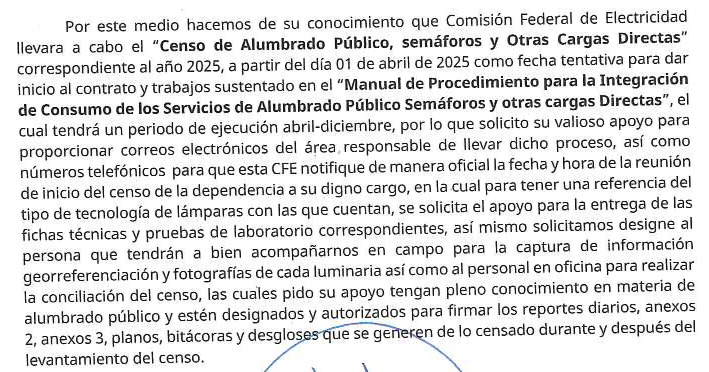 Por este medio hacemos de su conocimiento que Comisión Federal de Electricidad
llevara a cabo el “Censo de Alumbrado Público, semáforos y Otras Cargas Directas”
correspondiente al año 2025, a partir del día 01 de abril de 2025 como fecha tentativa para dar
inicio al contrato y trabajos sustentado en el “Manual de Procedimiento para la Integración
de Consumo de los Servicios de Alumbrado Público Semáforos y otras cargas Directas”, el
cual tendrá un periodo de ejecución abril-diciembre, por lo que solicito su valioso apoyo para
proporcionar correos electrónicos del área responsable de llevar dicho proceso, así como
números telefónicos para que esta CFE notifique de manera oficial la fecha y hora de la reunión
de inicio del censo de la dependencia a su digno cargo, en la cual para tener una referencia del
tipo de tecnología de lámparas con las que cuentan, se solicita el apoyo para la entrega de las
fichas técnicas y pruebas de laboratorio correspondientes, así mismo solicitamos designe al
persona que tendrán a bien acompañarnos en campo para la captura de información
georreferenciación y fotografías de cada luminaria así como al personal en oficina para realizar
la conciliación del censo, las cuales pido su apoyo tengan pleno conocimiento en materia de
alumbrado público y estén designados y autorizados para firmar los reportes diarios, anexos
2, anexos 3, planos, bitácoras y desgloses que se generen de lo censado durante y después del
levantamiento del censo.